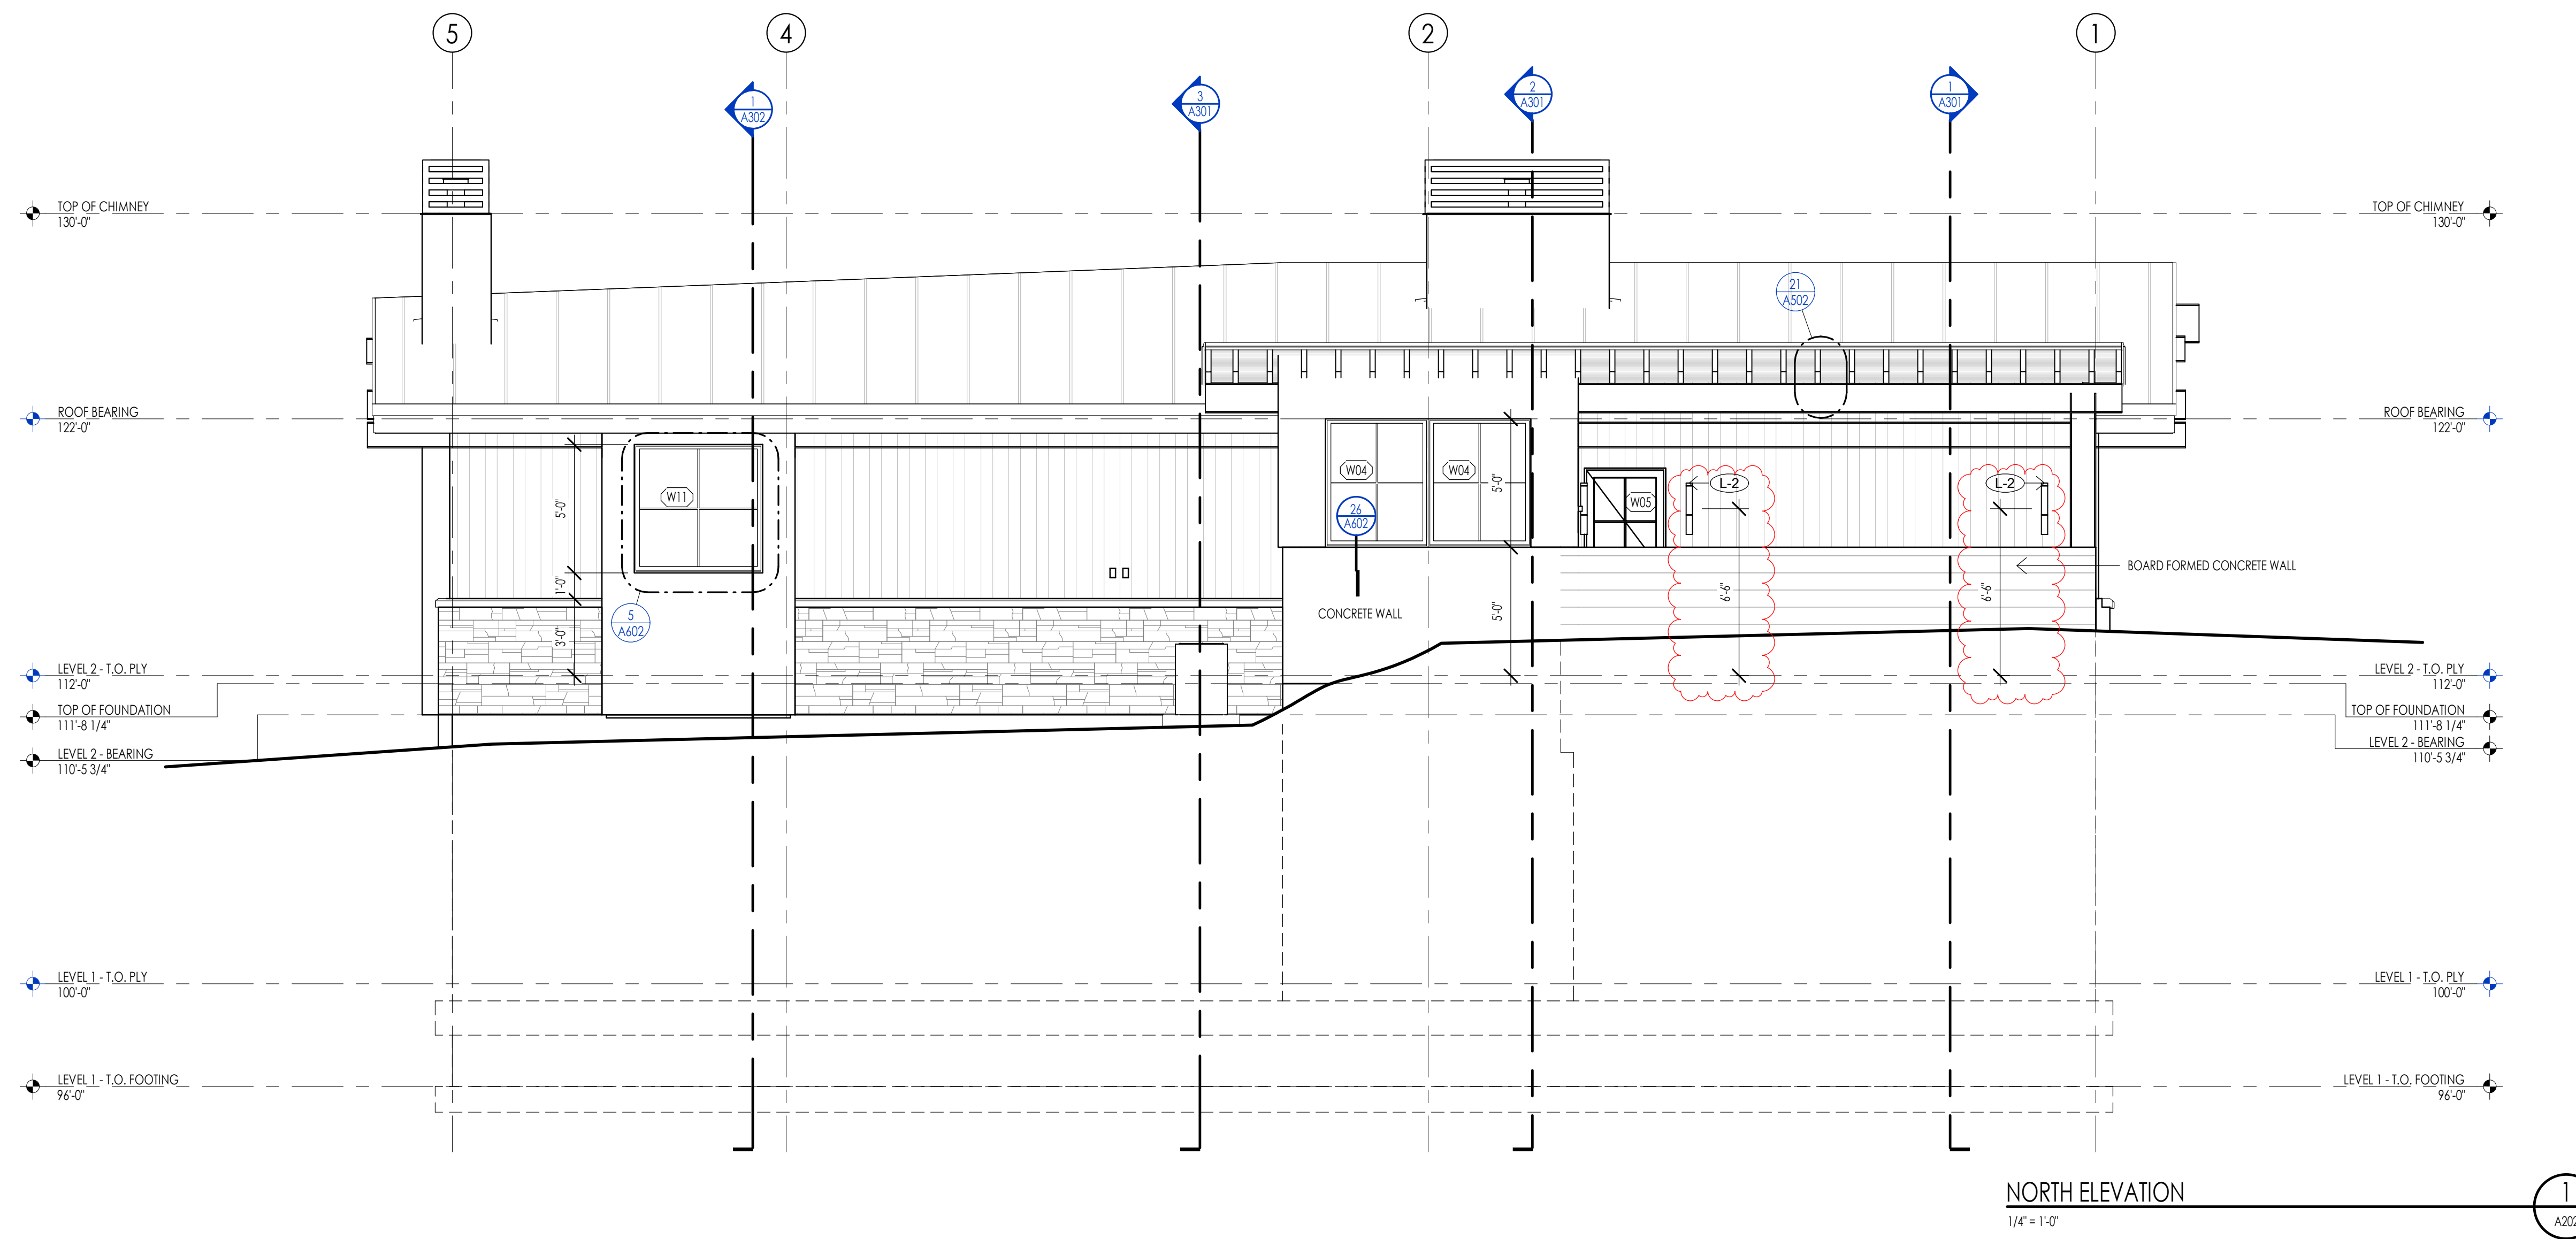 5
4
2
1
1
A302
3
A301
2
A301
1
A301
TOP OF CHIMNEY
130'-0"
TOP OF CHIMNEY
130'-0"
21
A502
ROOF BEARING
122'-0"
ROOF BEARING
122'-0"
W11
W04
W04
W05
L-2
L-2
26
A602
5'-0"
5'-0"
1'-0"
3'-0"
5'-0"
6'-6"
6'-6"
BOARD FORMED CONCRETE WALL
CONCRETE WALL
5
A602
LEVEL 2 - T.O. PLY
112'-0"
LEVEL 2 - T.O. PLY
112'-0"
TOP OF FOUNDATION
111'-8 1/4"
TOP OF FOUNDATION
111'-8 1/4"
LEVEL 2 - BEARING
110'-5 3/4"
LEVEL 2 - BEARING
110'-5 3/4"
LEVEL 1 - T.O. PLY
100'-0"
LEVEL 1 - T.O. PLY
100'-0"
LEVEL 1 - T.O. FOOTING
96'-0"
LEVEL 1 - T.O. FOOTING
96'-0"
NORTH ELEVATION
1/4" = 1'-0"
1
A202